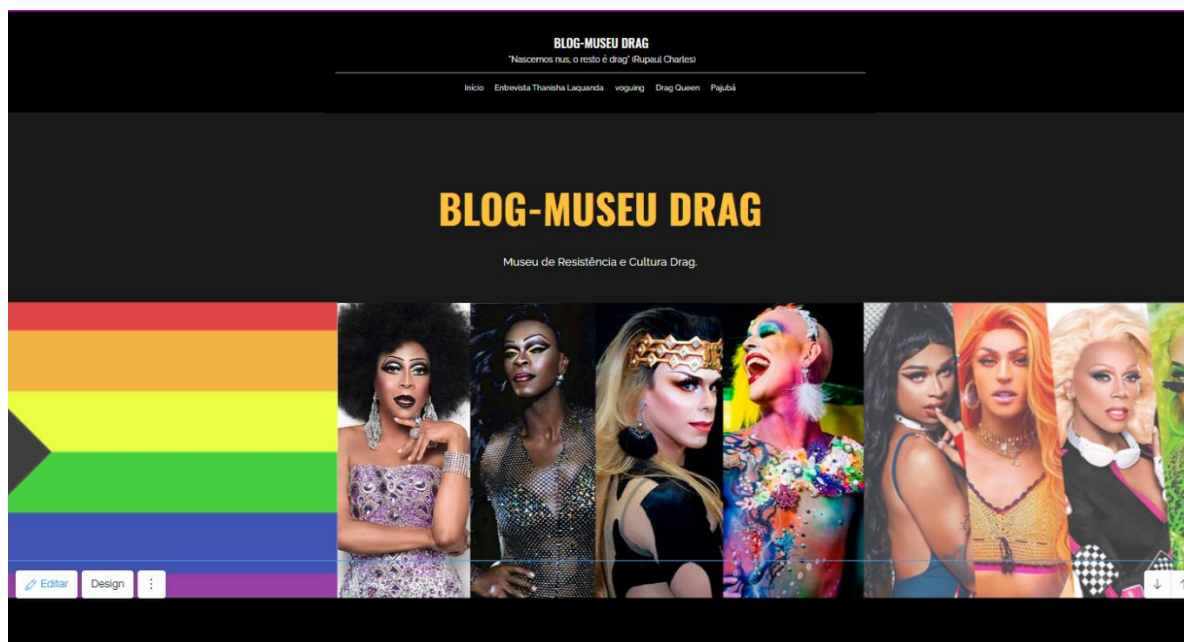 BLOG-MUSEU DRAG
"Nascemos nus, o resto é drag" (Rupaul Charles)
Início Entrevista Thanisha Laquanda voguing Drag Queen Pajubá
BLOG-MUSEU DRAG
Museu de Resistência e Cultura Drag.
Editar Design